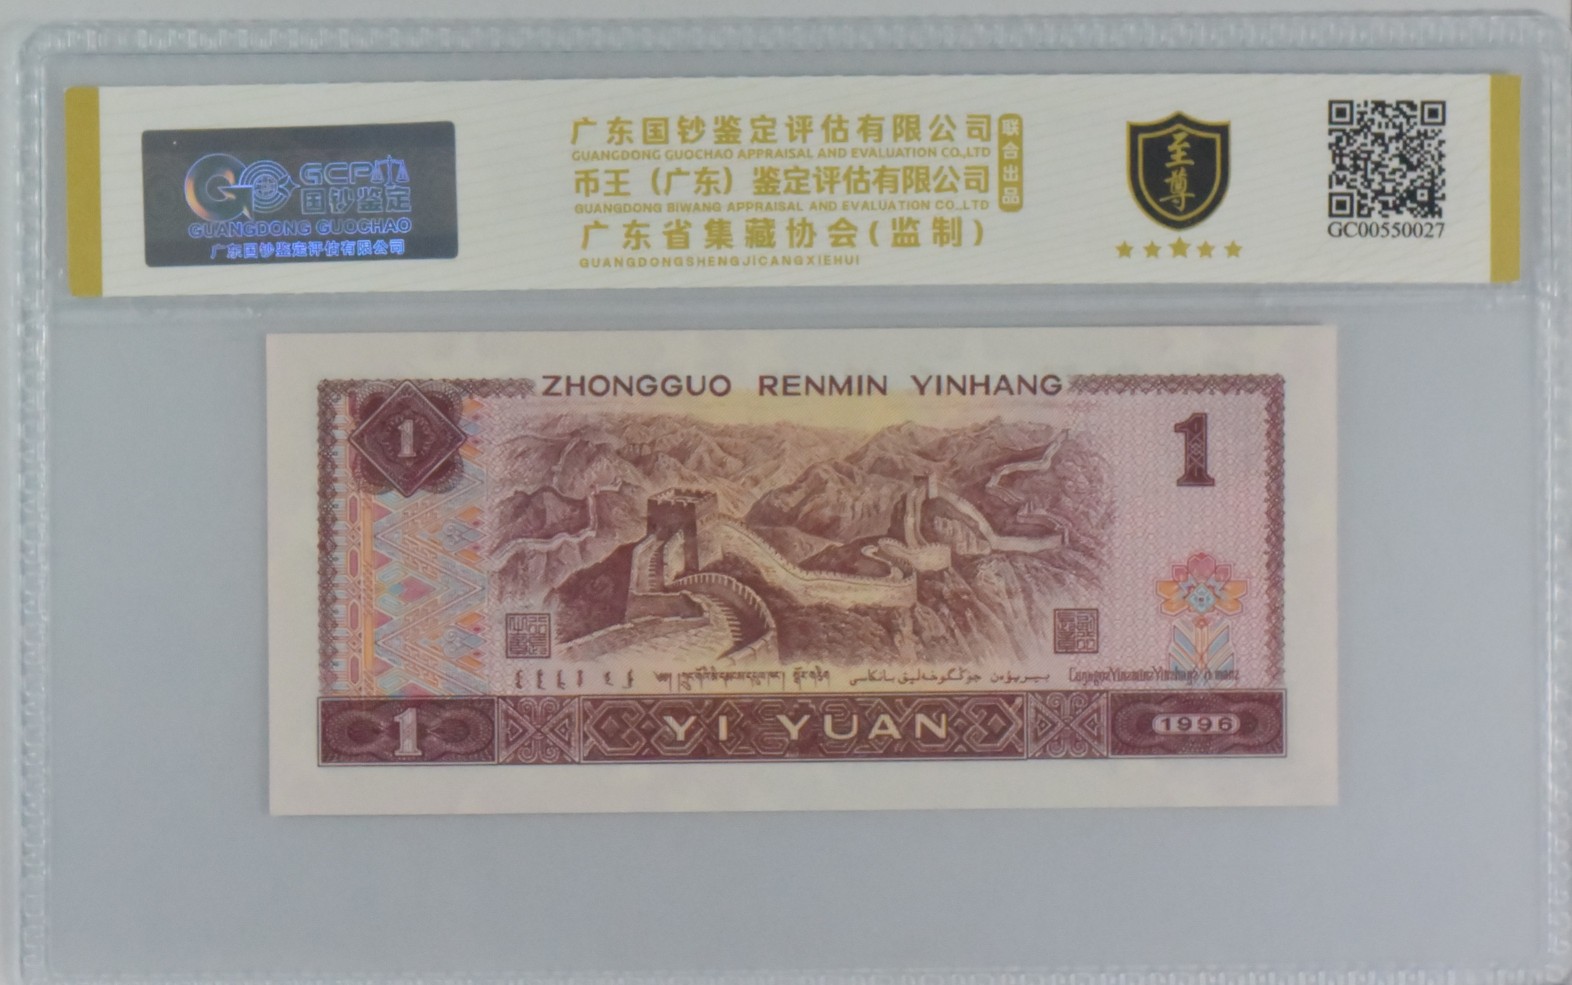 GCP
国钞鉴定
GUANGDONG GUOCHAO
广东国钞鉴定评估有限公司
广东国钞鉴定评估有限公司
GUANGDONG GUOCHAO APPRAISAL AND EVALUATION CO.,LTD
币王（广东）鉴定评估有限公司
GUANGDONG BIWANG APPRAISAL AND EVALUATION CO.,LTD
广东省集藏协会(监制)
GUANGDONGSHENGJICANGXIEHUI
联合出品
至尊
GC00550027
ZHONGGUO RENMIN YINHANG
1
1
1
YI YUAN
1996